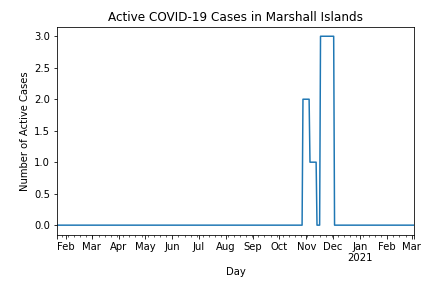 Active COVID-19 Cases in Marshall Islands
3.0
2.5
2.0
1.5
1.0
0.5
0.0
Number of Active Cases
Feb Mar Apr May Jun Jul Aug Sep Oct Nov Dec Jan Feb Mar
2021
Day